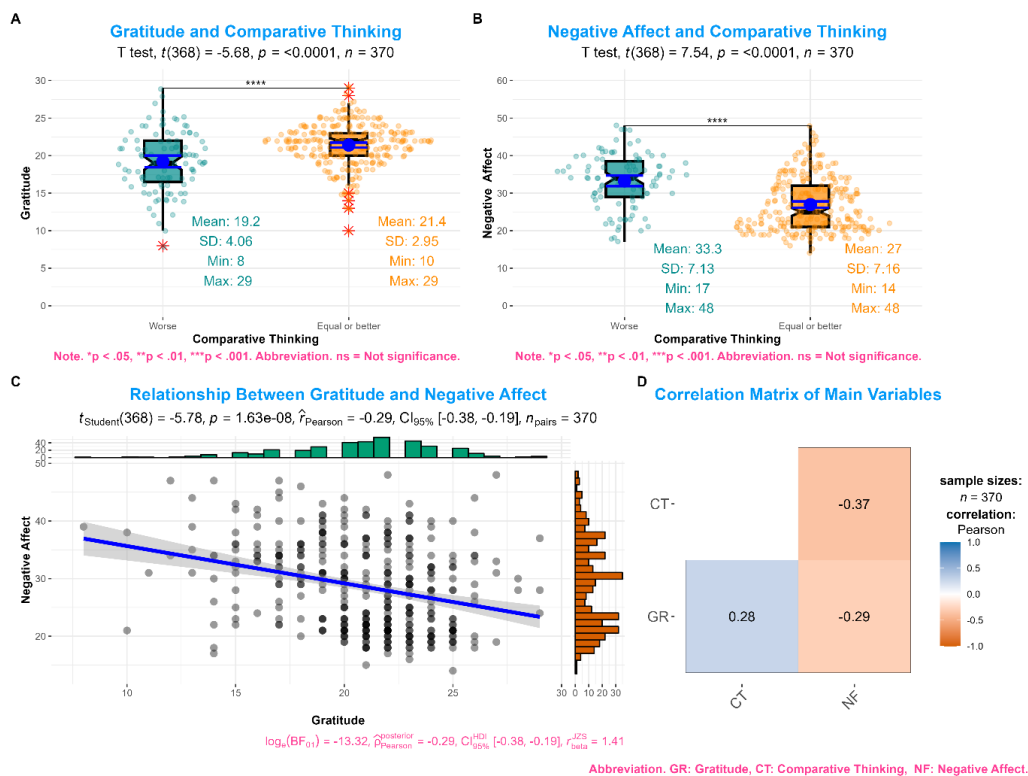 A
Gratitude and Comparative Thinking
T test, t(368) = -5.68, p = <0.0001, n = 370
30
25
20
15
10
5
0
Gratitude
****
Mean: 19.2
SD: 4.06
Min: 8
Max: 29
Mean: 21.4
SD: 2.95
Min: 10
Max: 29
Worse
Equal or better
Comparative Thinking
Note. *p < .05, **p < .01, ***p < .001. Abbreviation. ns = Not significance.
B
Negative Affect and Comparative Thinking
T test, t(368) = 7.54, p = <0.0001, n = 370
60
50
40
30
20
10
0
Negative Affect
****
Mean: 33.3
SD: 7.13
Min: 17
Max: 48
Mean: 27
SD: 7.16
Min: 14
Max: 48
Worse
Equal or better
Comparative Thinking
Note. *p < .05, **p < .01, ***p < .001. Abbreviation. ns = Not significance.
C
Relationship Between Gratitude and Negative Affect
tStudent(368) = -5.78, p = 1.63e-08, r̂Pearson = -0.29, CI95% [-0.38, -0.19], npairs = 370
40
20
0
50
40
30
20
Negative Affect
10
15
20
25
30
0 10 20 30
Gratitude
loge(BF01) = -13.32, ρ̂Pearson posterior = -0.29, CI95% HDI [-0.38, -0.19], rbeta JZS = 1.41
D
Correlation Matrix of Main Variables
CT
GR
-0.37
0.28
-0.29
CT
NF
sample sizes:
n = 370
correlation:
Pearson
1.0
0.5
0.0
-0.5
-1.0
Abbreviation. GR: Gratitude, CT: Comparative Thinking, NF: Negative Affect.